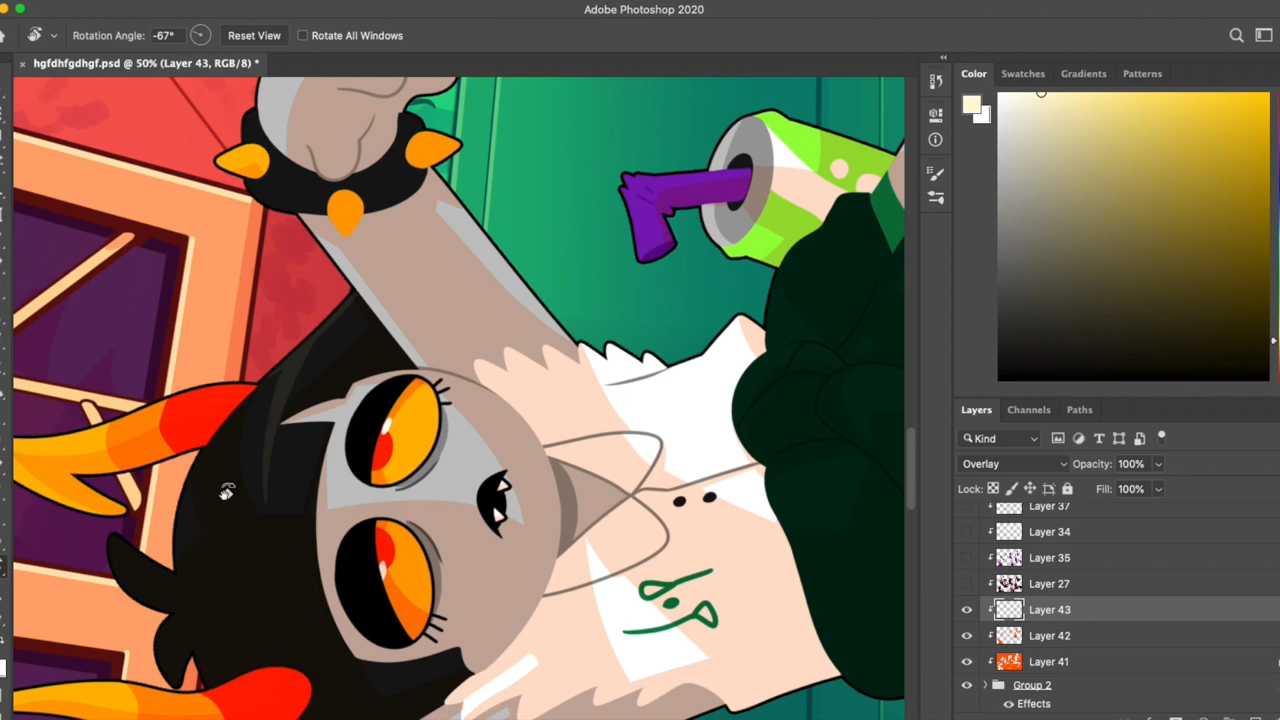 Adobe Photoshop 2020
Rotation Angle: -67° Reset View Rotate All Windows
hgfdhfgdhgf.psd @ 50% (Layer 43, RGB/8) *
Color Swatches Gradients Patterns
Layers Channels Paths
Kind
Overlay Opacity: 100%
Lock: Fill: 100%
Layer 37
Layer 34
Layer 35
Layer 27
Layer 43
Layer 42
Layer 41
Group 2
Effects